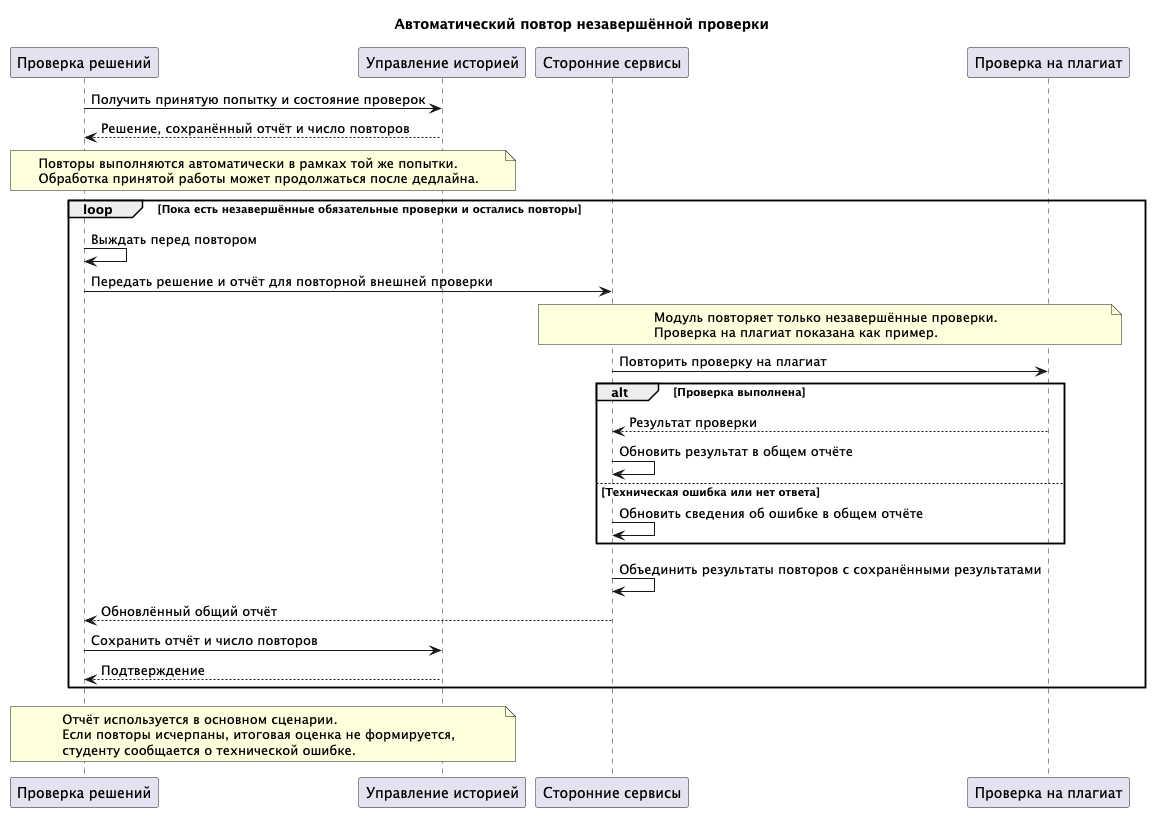 Автоматический повтор незавершённой проверки
Проверка решений
Управление историей
Сторонние сервисы
Проверка на плагиат
Получить принятую попытку и состояние проверок
Решение, сохранённый отчёт и число повторов
Повторы выполняются автоматически в рамках той же попытки.
Обработка принятой работы может продолжаться после дедлайна.
loop
[Пока есть незавершённые обязательные проверки и остались повторы]
Выждать перед повтором
Передать решение и отчёт для повторной внешней проверки
Модуль повторяет только незавершённые проверки.
Проверка на плагиат показана как пример.
Повторить проверку на плагиат
alt
[Проверка выполнена]
Результат проверки
Обновить результат в общем отчёте
[Техническая ошибка или нет ответа]
Обновить сведения об ошибке в общем отчёте
Объединить результаты повторов с сохранёнными результатами
Обновлённый общий отчёт
Сохранить отчёт и число повторов
Подтверждение
Отчёт используется в основном сценарии.
Если повторы исчерпаны, итоговая оценка не формируется,
студенту сообщается о технической ошибке.
Проверка решений
Управление историей
Сторонние сервисы
Проверка на плагиат